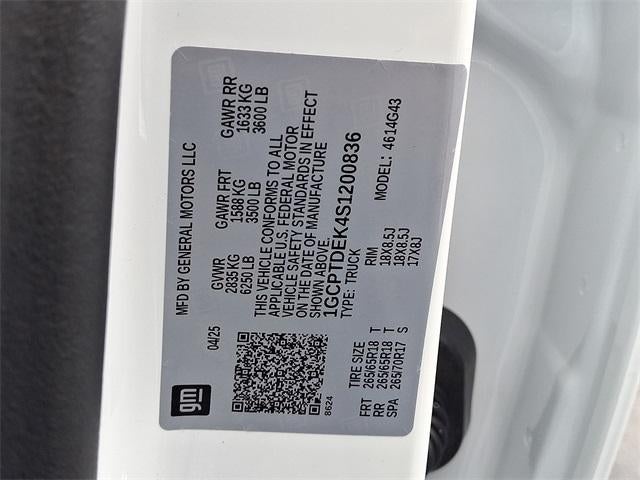 gm
04/25
MFD BY GENERAL MOTORS LLC
GVWR GAWR FRT GAWR RR
2835 KG 1588 KG 1633 KG
6250 LB 3500 LB 3600 LB
THIS VEHICLE CONFORMS TO ALL
APPLICABLE U.S. FEDERAL MOTOR
VEHICLE SAFETY STANDARDS IN EFFECT
ON THE DATE OF MANUFACTURE
SHOWN ABOVE.
1GCPTDEK4S1200836
8624
TYPE: TRUCK MODEL: 4614G43
TIRE SIZE RIM
FRT 265/65R18 T 18X8.5J
RR 265/65R18 T 18X8.5J
SPA 265/70R17 S 17X8J